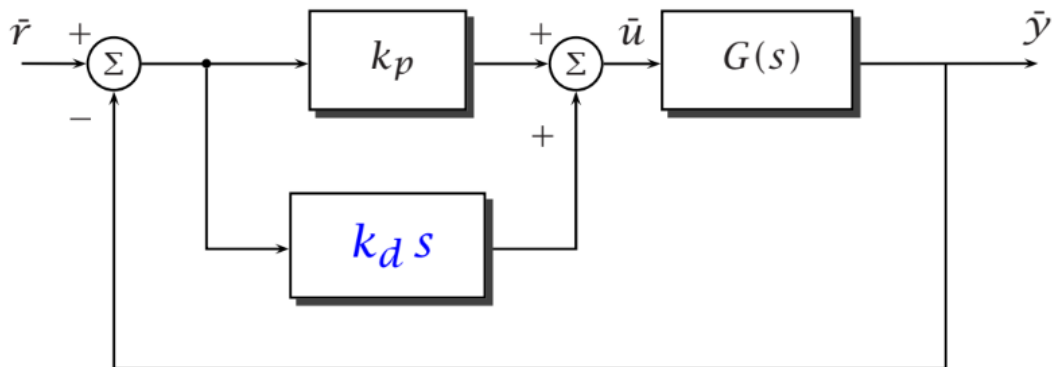 r̄ + Σ − k_p + Σ + ū G(s) ȳ
k_d s